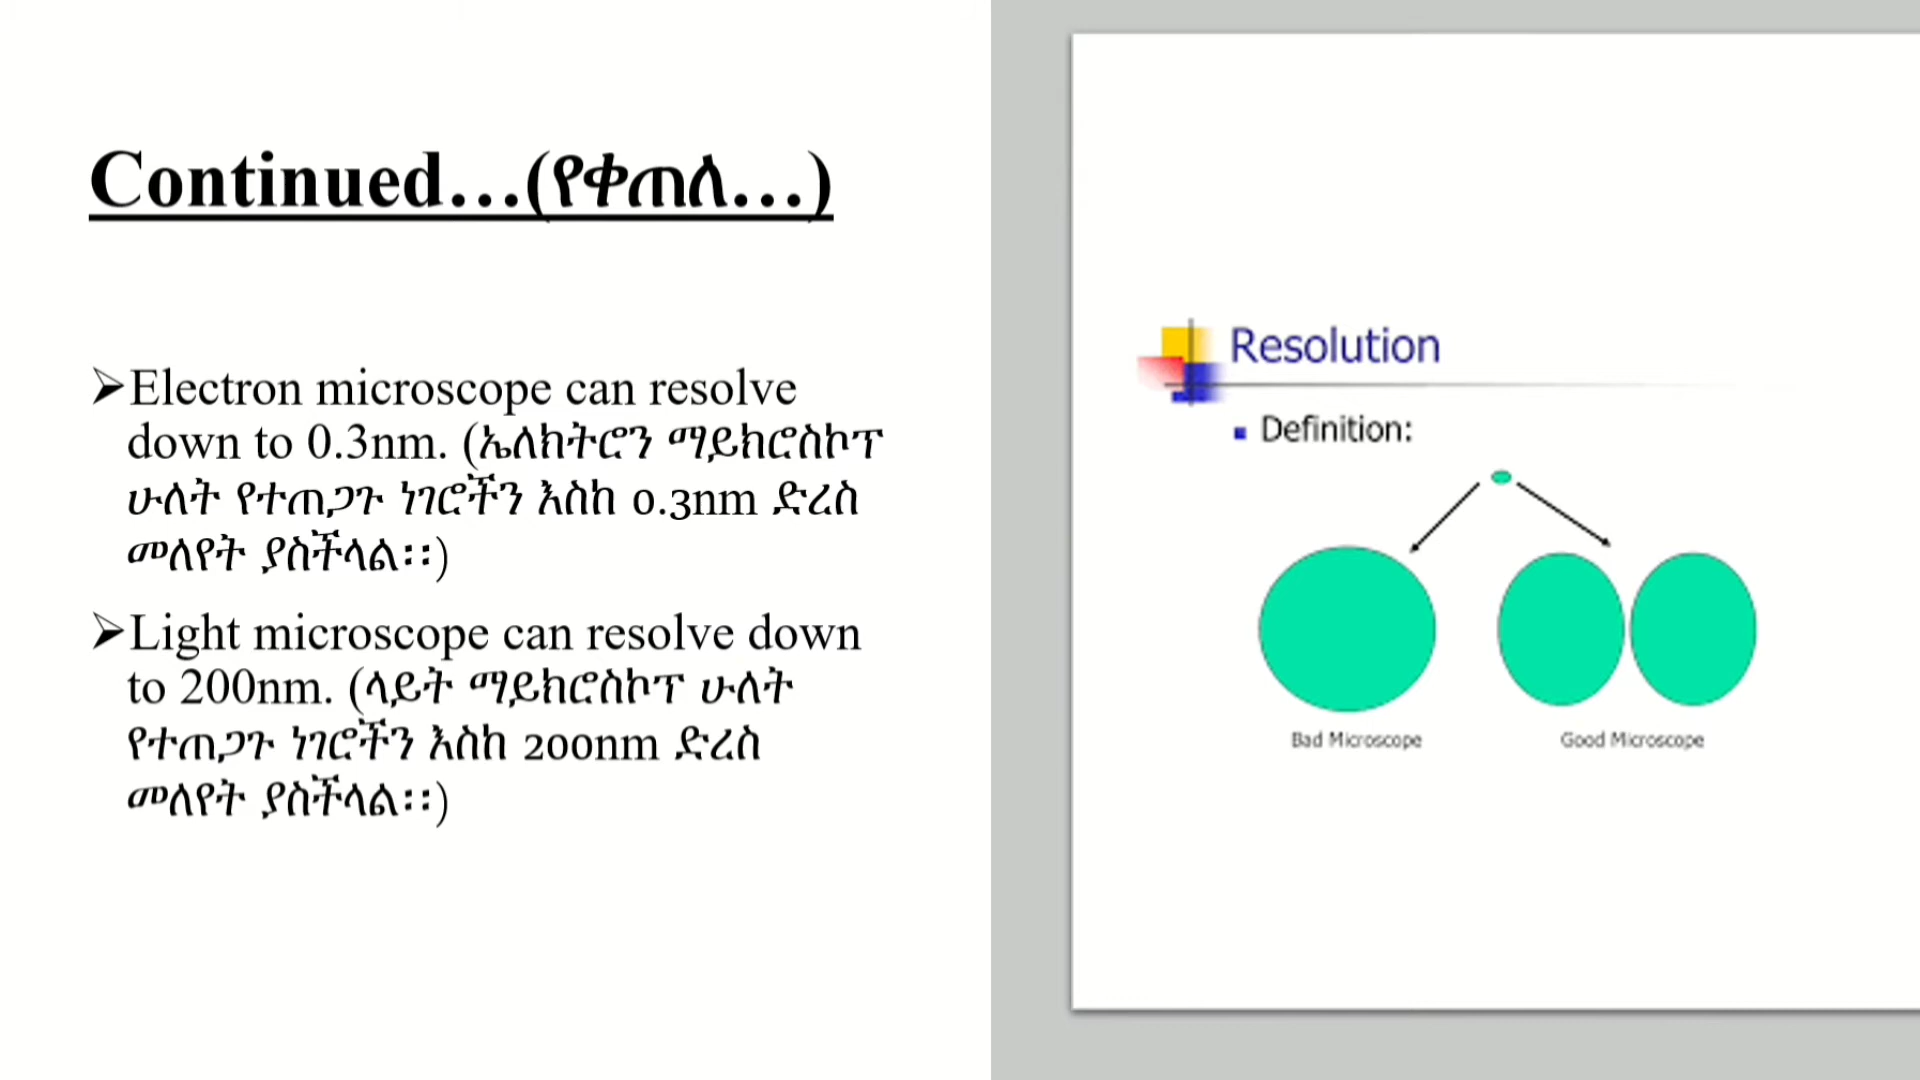 Continued…(የቀጠለ…)
➢Electron microscope can resolve
down to 0.3nm. (ኤለክትሮን ማይክሮስኮፕ
ሁለት የተጠጋጉ ነገሮችን እስከ 0.3nm ድረስ
መለየት ያስችላል፡፡)
➢Light microscope can resolve down
to 200nm. (ላይት ማይክሮስኮፕ ሁለት
የተጠጋጉ ነገሮችን እስከ 200nm ድረስ
መለየት ያስችላል፡፡)
Resolution
Definition:
Bad Microscope
Good Microscope